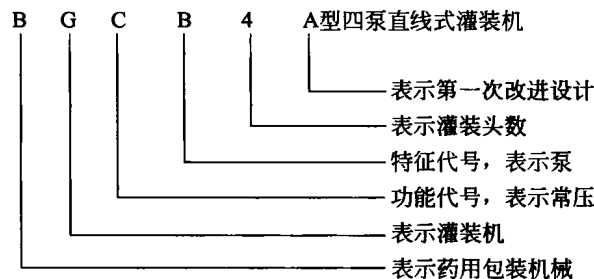 B G C B 4 A型四泵直线式灌装机
表示第一次改进设计
表示灌装头数
特征代号，表示泵
功能代号，表示常压
表示灌装机
表示药用包装机械